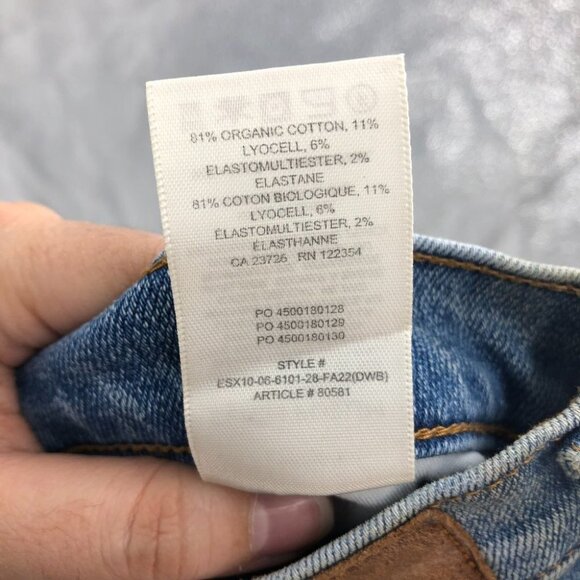 81% ORGANIC COTTON, 11%
LYOCELL, 6%
ELASTOMULTIESTER, 2%
ELASTANE
81% COTON BIOLOGIQUE, 11%
LYOCELL, 6%
ELASTOMULTIESTER, 2%
ÉLASTHANNE
CA 23726 RN 122354
PO 4500180128
PO 4500180129
PO 4500180130
STYLE #
ESX10-06-6101-28-FA22(DWB)
ARTICLE # 80581